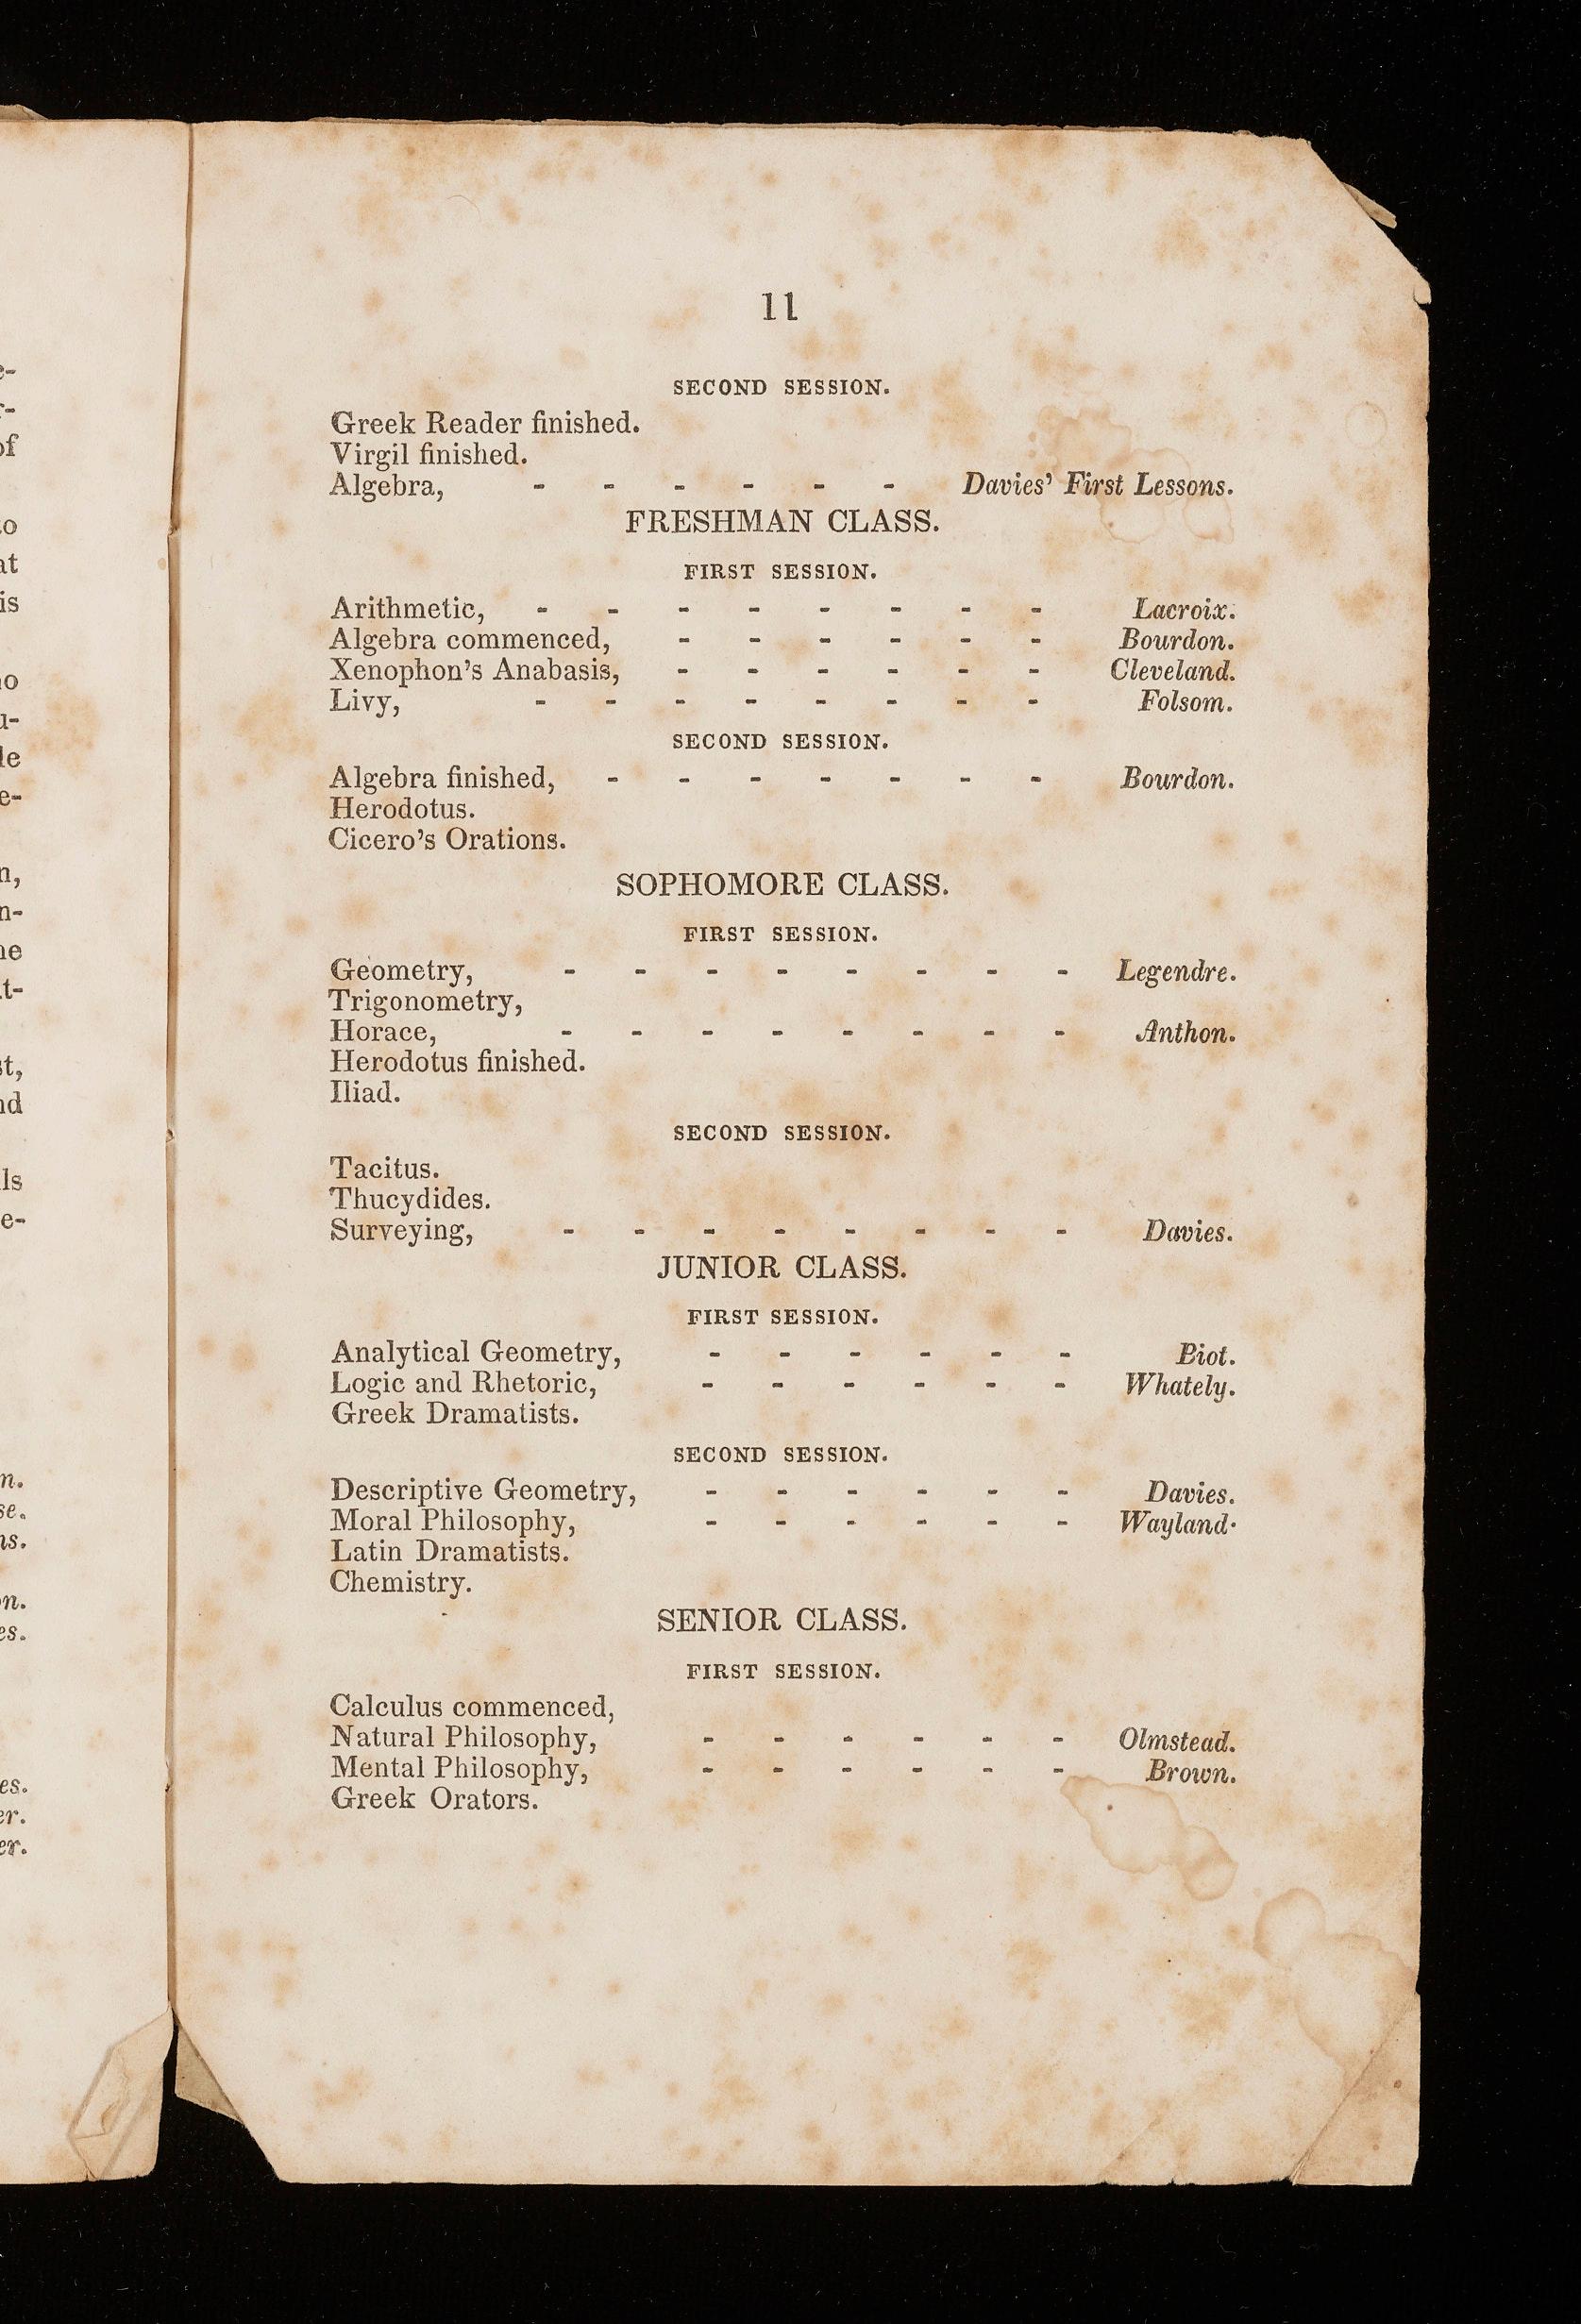 11
SECOND SESSION.
Greek Reader finished.
Virgil finished.
Algebra, - - - - - - Davies' First Lessons.
FRESHMAN CLASS.
FIRST SESSION.
Arithmetic, - - - - - - - - Lacroix.
Algebra commenced, - - - - - - Bourdon.
Xenophon's Anabasis, - - - - - - Cleveland.
Livy, - - - - - - - - Folsom.
SECOND SESSION.
Algebra finished, - - - - - - - Bourdon.
Herodotus.
Cicero's Orations.
SOPHOMORE CLASS.
FIRST SESSION.
Geometry, - - - - - - - - Legendre.
Trigonometry,
Horace, - - - - - - - - Anthon.
Herodotus finished.
Iliad.
SECOND SESSION.
Tacitus.
Thucydides.
Surveying, - - - - - - - - Davies.
JUNIOR CLASS.
FIRST SESSION.
Analytical Geometry, - - - - - - Biot.
Logic and Rhetoric, - - - - - - Whately.
Greek Dramatists.
SECOND SESSION.
Descriptive Geometry, - - - - - - Davies.
Moral Philosophy, - - - - - - Wayland.
Latin Dramatists.
Chemistry.
SENIOR CLASS.
FIRST SESSION.
Calculus commenced,
Natural Philosophy, - - - - - - Olmstead.
Mental Philosophy, - - - - - - Brown.
Greek Orators.